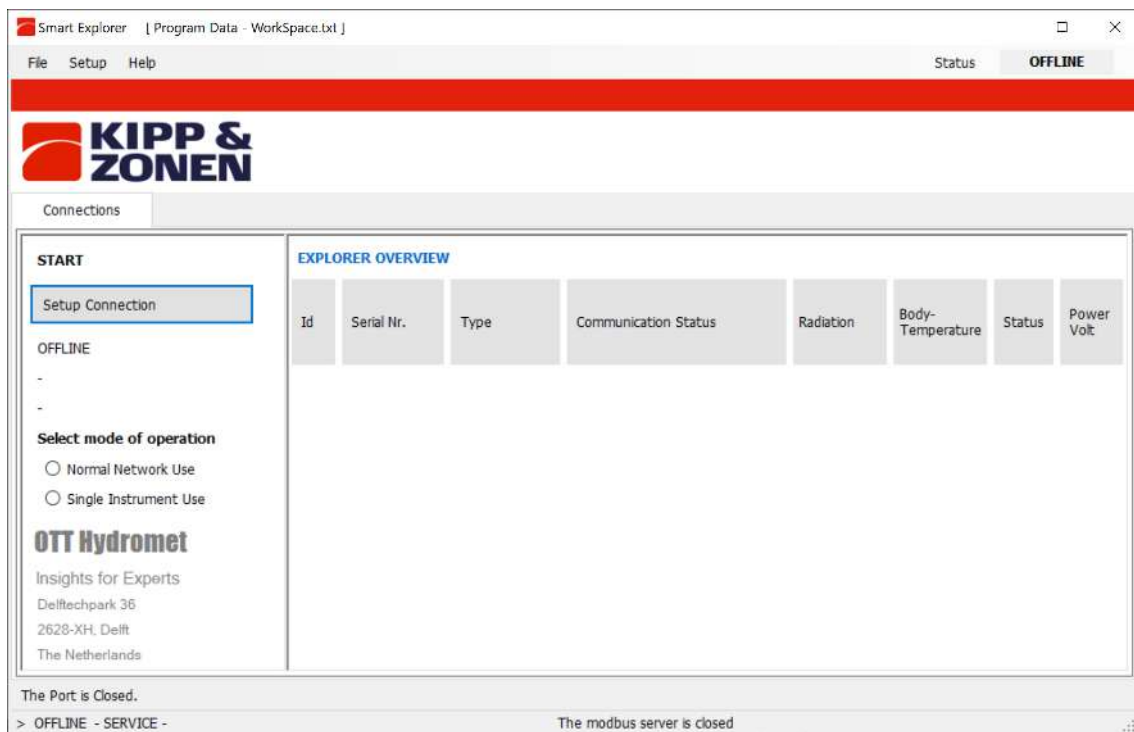 Smart Explorer [ Program Data - WorkSpace.txt ]
File Setup Help Status OFFLINE
KIPP &
ZONEN
Connections
START
Setup Connection
OFFLINE
-
-
Select mode of operation
Normal Network Use
Single Instrument Use
OTT Hydromet
Insights for Experts
Delftechpark 36
2628-XH, Delft
The Netherlands
EXPLORER OVERVIEW
Id Serial Nr. Type Communication Status Radiation Body-Temperature Status Power Volt
The Port is Closed.
> OFFLINE - SERVICE - The modbus server is closed